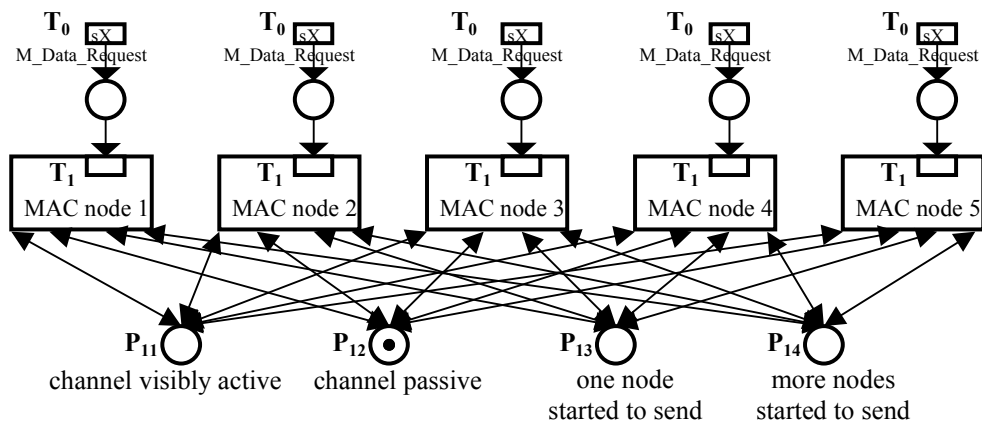 T0 sX T0 sX T0 sX T0 sX T0 sX
M_Data_Request M_Data_Request M_Data_Request M_Data_Request M_Data_Request
T1 T1 T1 T1 T1
MAC node 1 MAC node 2 MAC node 3 MAC node 4 MAC node 5
P11 P12 P13 P14
channel visibly active channel passive one node more nodes
started to send started to send